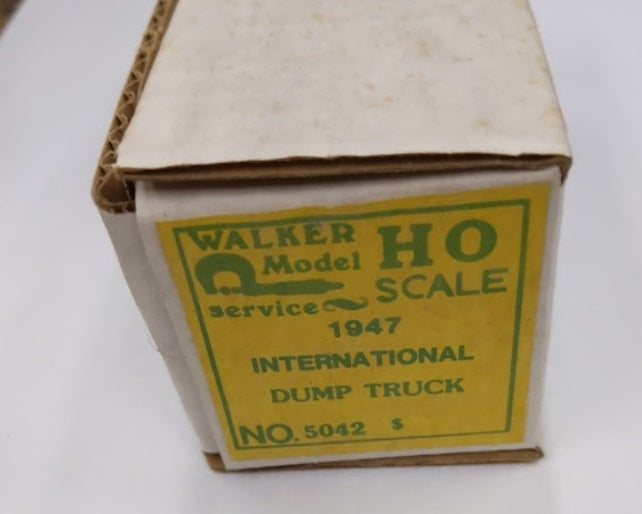 WALKER
Model
service
HO
SCALE
1947
INTERNATIONAL
DUMP TRUCK
NO. 5042 $